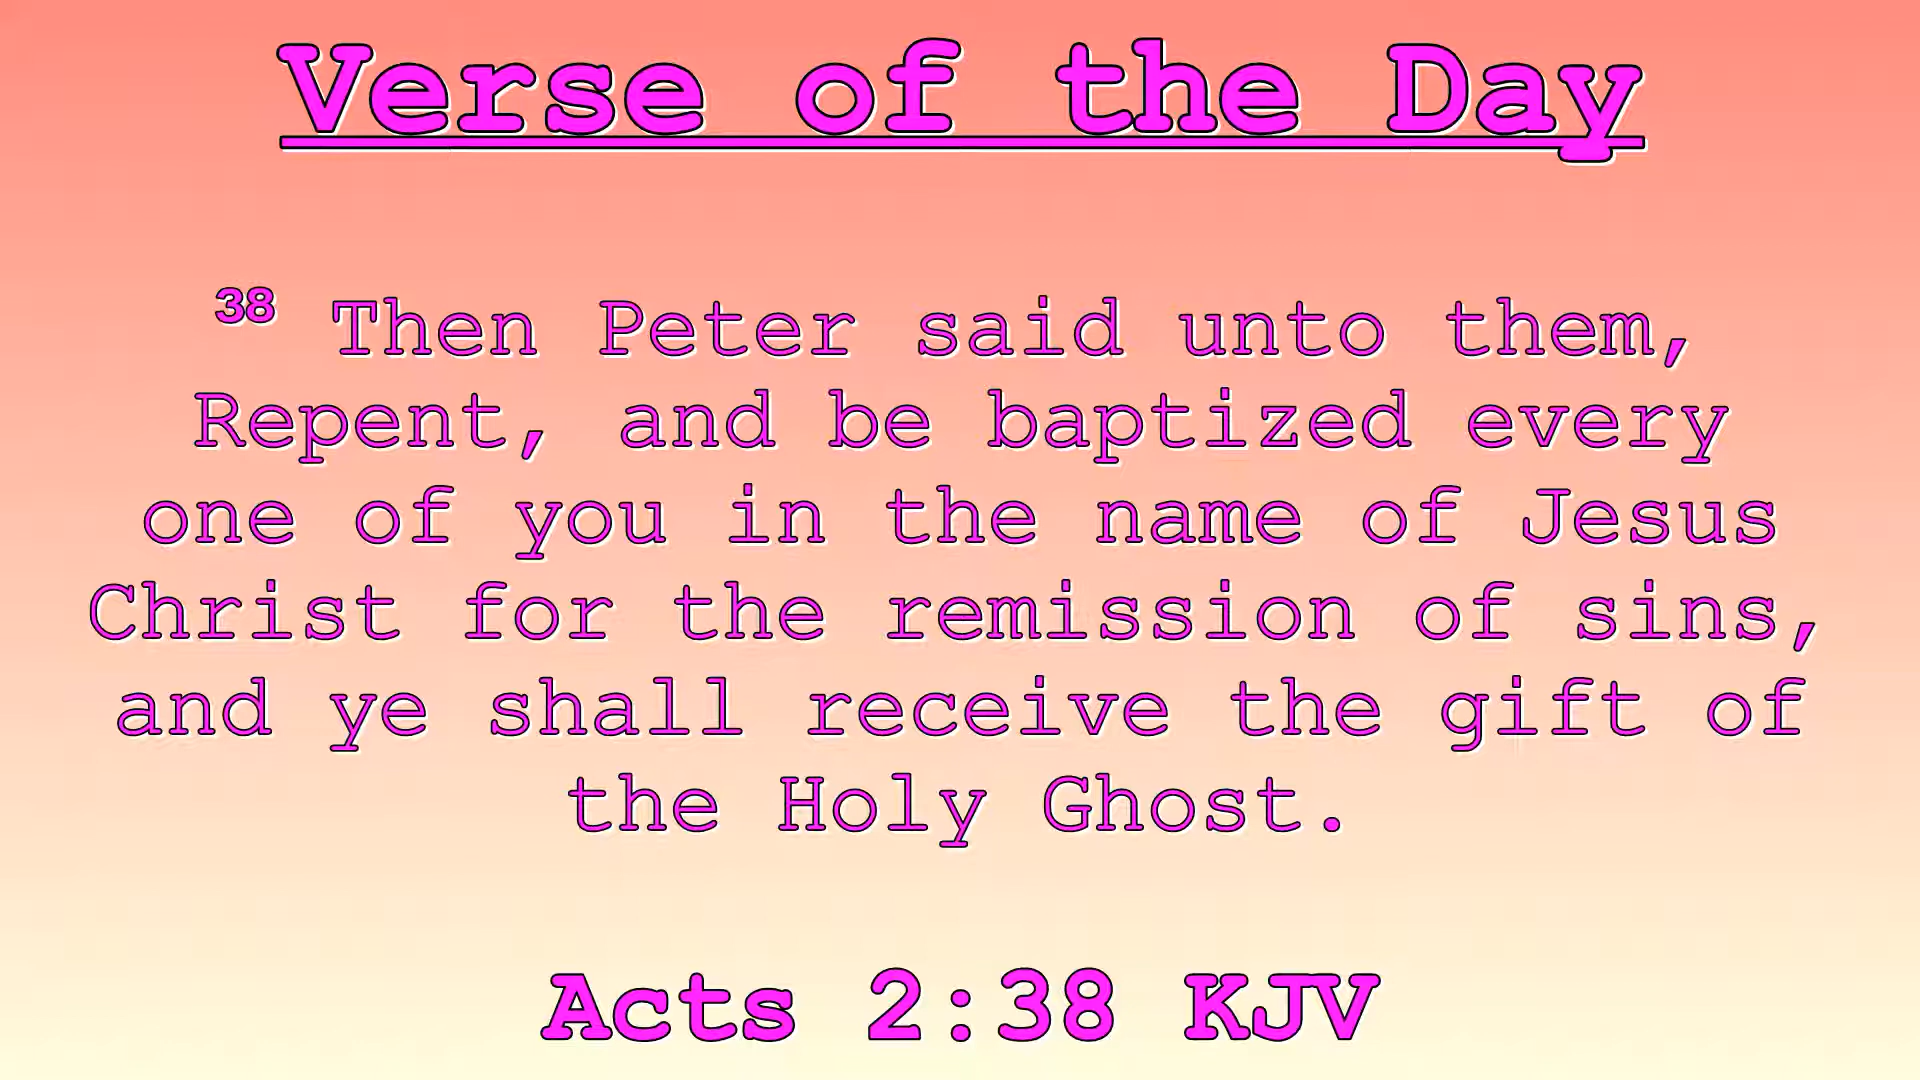 Verse of the Day
³⁸ Then Peter said unto them,
Repent, and be baptized every
one of you in the name of Jesus
Christ for the remission of sins,
and ye shall receive the gift of
the Holy Ghost.
Acts 2:38 KJV